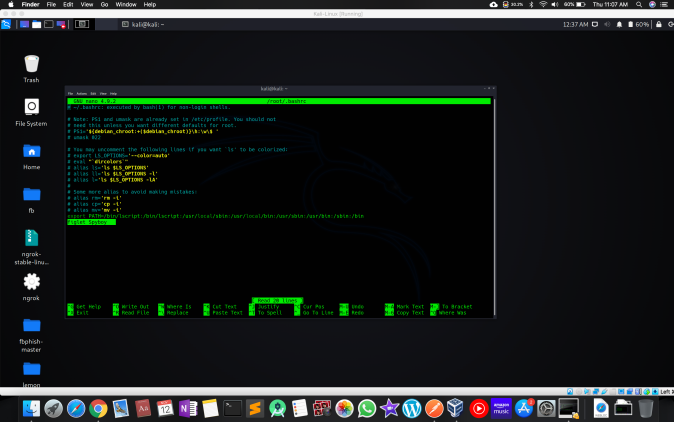 Finder File Edit View Go Window Help 30.2% 60% Thu 11:07 AM
Kali-Linux [Running]
kali@kali: ~ 12:37 AM 60%
Trash
File System
Home
fb
ngrok-
stable-linu...
ngrok
fbphish-
master
lemon
kali@kali: ~
File Actions Edit View Help
GNU nano 4.9.2 /root/.bashrc
# ~/.bashrc: executed by bash(1) for non-login shells.
# Note: PS1 and umask are already set in /etc/profile. You should not
# need this unless you want different defaults for root.
# PS1='${debian_chroot:+($debian_chroot)}\h:\w\$ '
# umask 022
# You may uncomment the following lines if you want `ls' to be colorized:
# export LS_OPTIONS='--color=auto'
# eval "`dircolors`"
# alias ls='ls $LS_OPTIONS'
# alias ll='ls $LS_OPTIONS -l'
# alias l='ls $LS_OPTIONS -lA'
#
# Some more alias to avoid making mistakes:
# alias rm='rm -i'
# alias cp='cp -i'
# alias mv='mv -i'
export PATH=/bin/lscript:/bin/lscript:/usr/local/sbin:/usr/local/bin:/usr/sbin:/usr/bin:/sbin:/bin
figlet Spyboy
[ Read 20 lines ]
^G Get Help ^O Write Out ^W Where Is ^K Cut Text ^J Justify ^C Cur Pos M-U Undo M-A Mark Text M-] To Bracket
^X Exit ^R Read File ^\ Replace ^U Paste Text ^T To Spell ^_ Go To Line M-E Redo M-6 Copy Text ^Q Where Was
Left
12
amazon
music